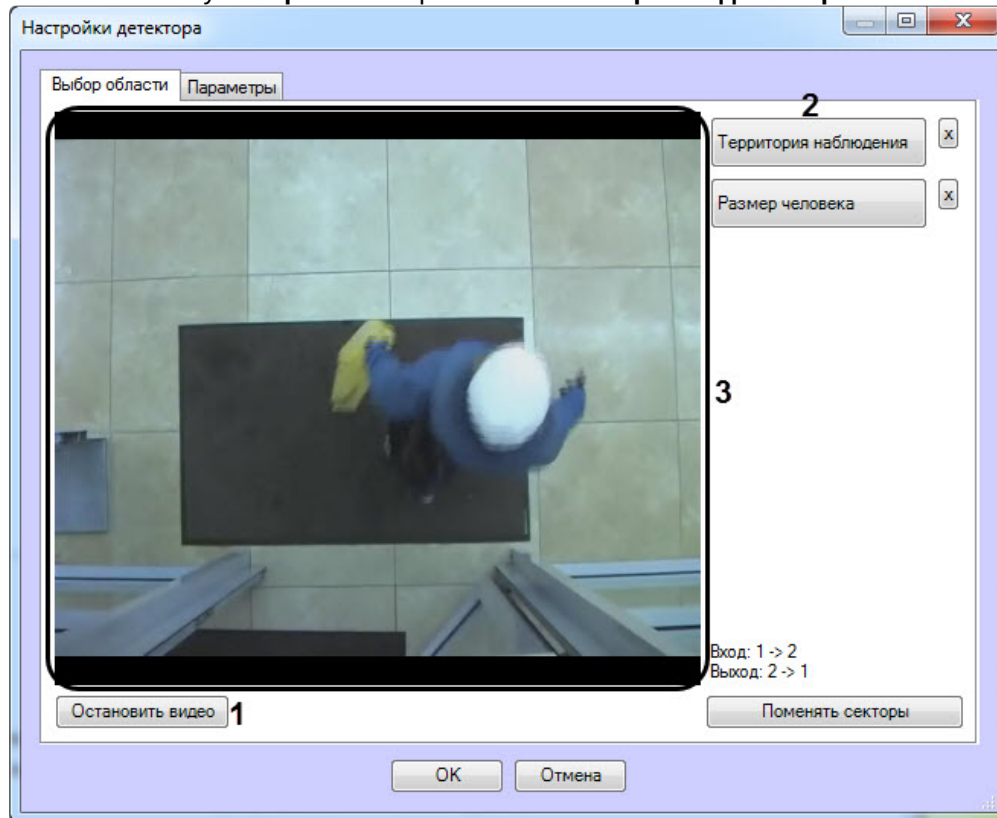 Настройки детектора
Выбор области Параметры
2
Территория наблюдения x
Размер человека x
3
Вход: 1 -> 2
Выход: 2 -> 1
Остановить видео 1 Поменять секторы
OK Отмена